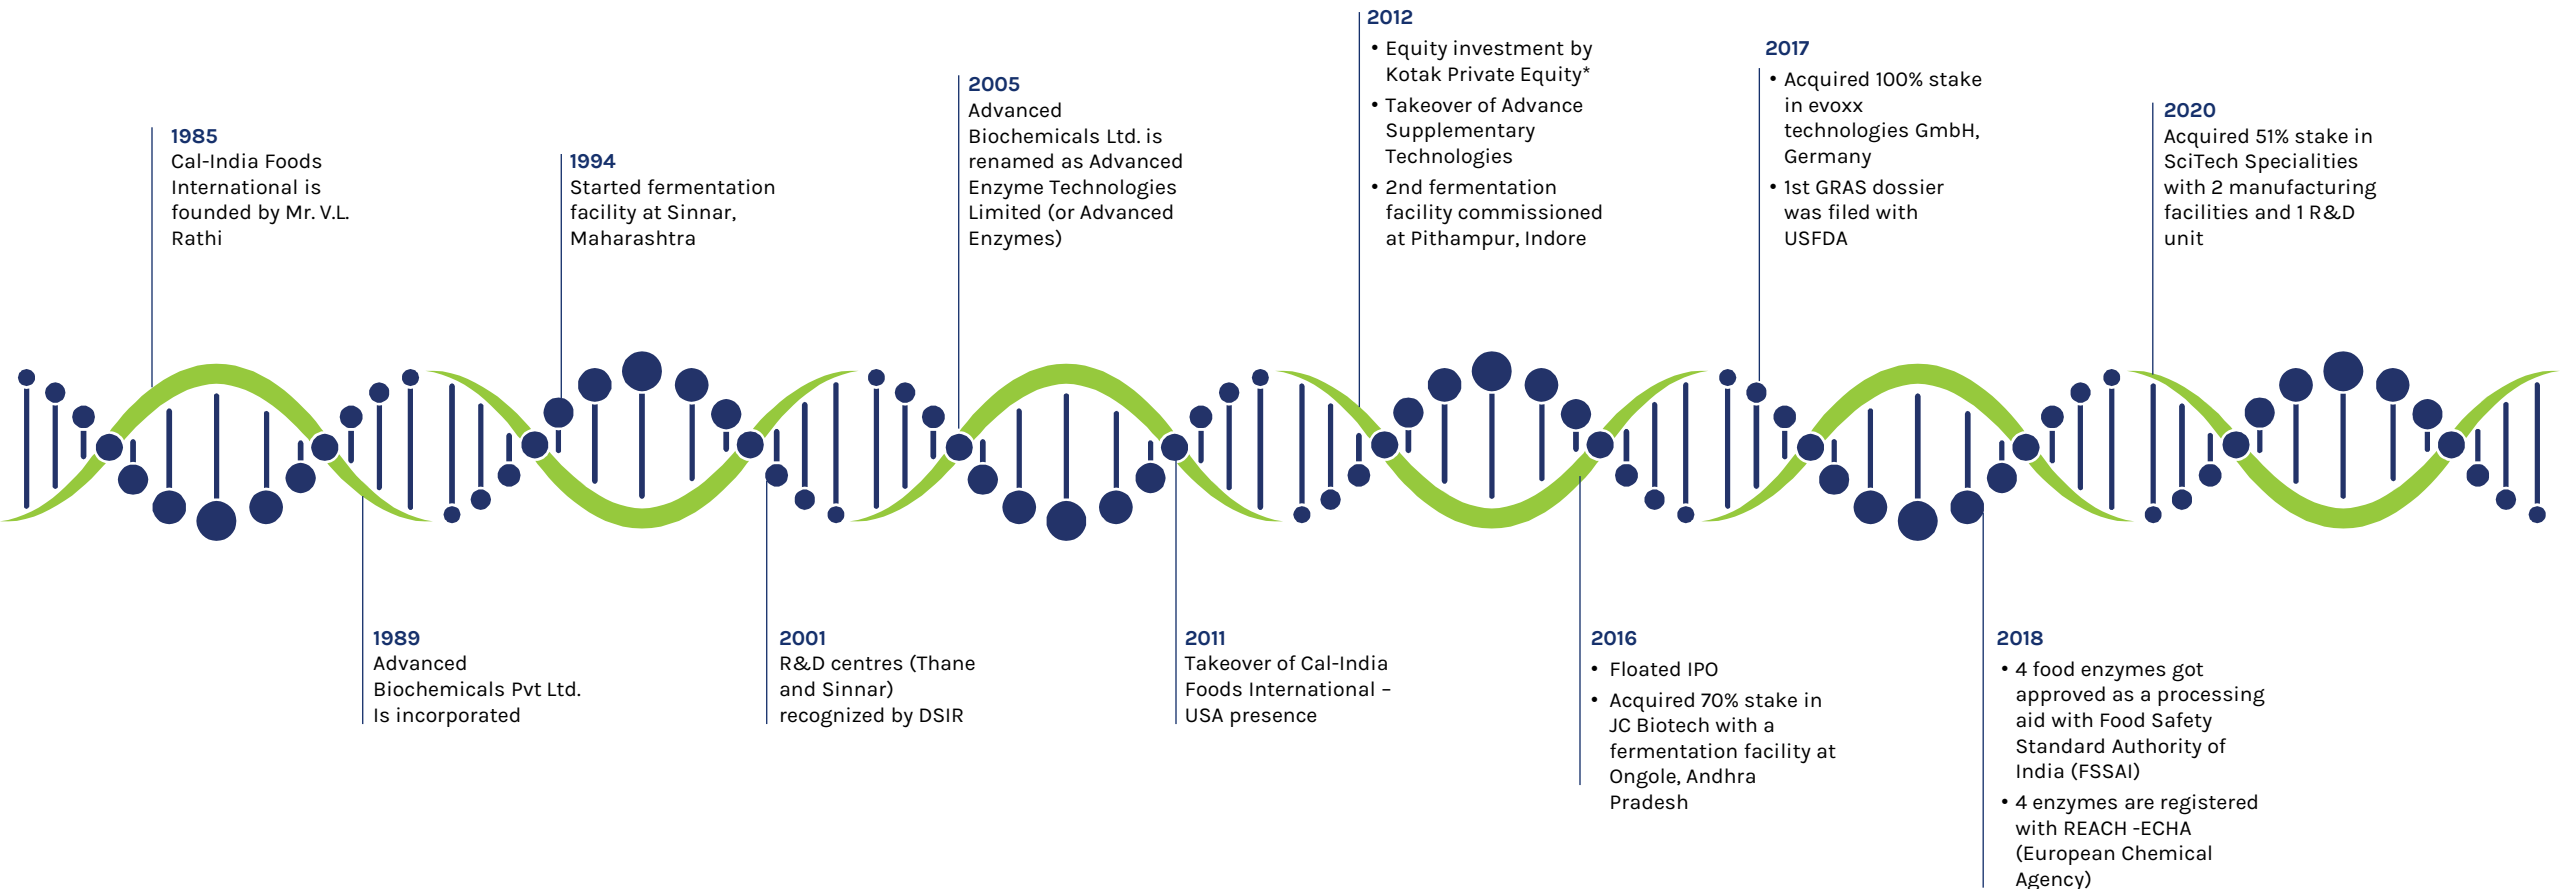 1985
Cal-India Foods
International is
founded by Mr. V.L.
Rathi
1989
Advanced
Biochemicals Pvt Ltd.
Is incorporated
1994
Started fermentation
facility at Sinnar,
Maharashtra
2001
R&D centres (Thane
and Sinnar)
recognized by DSIR
2005
Advanced
Biochemicals Ltd. is
renamed as Advanced
Enzyme Technologies
Limited (or Advanced
Enzymes)
2011
Takeover of Cal-India
Foods International –
USA presence
2012
• Equity investment by
Kotak Private Equity*
• Takeover of Advance
Supplementary
Technologies
• 2nd fermentation
facility commissioned
at Pithampur, Indore
2016
• Floated IPO
• Acquired 70% stake in
JC Biotech with a
fermentation facility at
Ongole, Andhra
Pradesh
2017
• Acquired 100% stake
in evoxx
technologies GmbH,
Germany
• 1st GRAS dossier
was filed with
USFDA
2018
• 4 food enzymes got
approved as a processing
aid with Food Safety
Standard Authority of
India (FSSAI)
• 4 enzymes are registered
with REACH -ECHA
(European Chemical
Agency)
2020
Acquired 51% stake in
SciTech Specialities
with 2 manufacturing
facilities and 1 R&D
unit